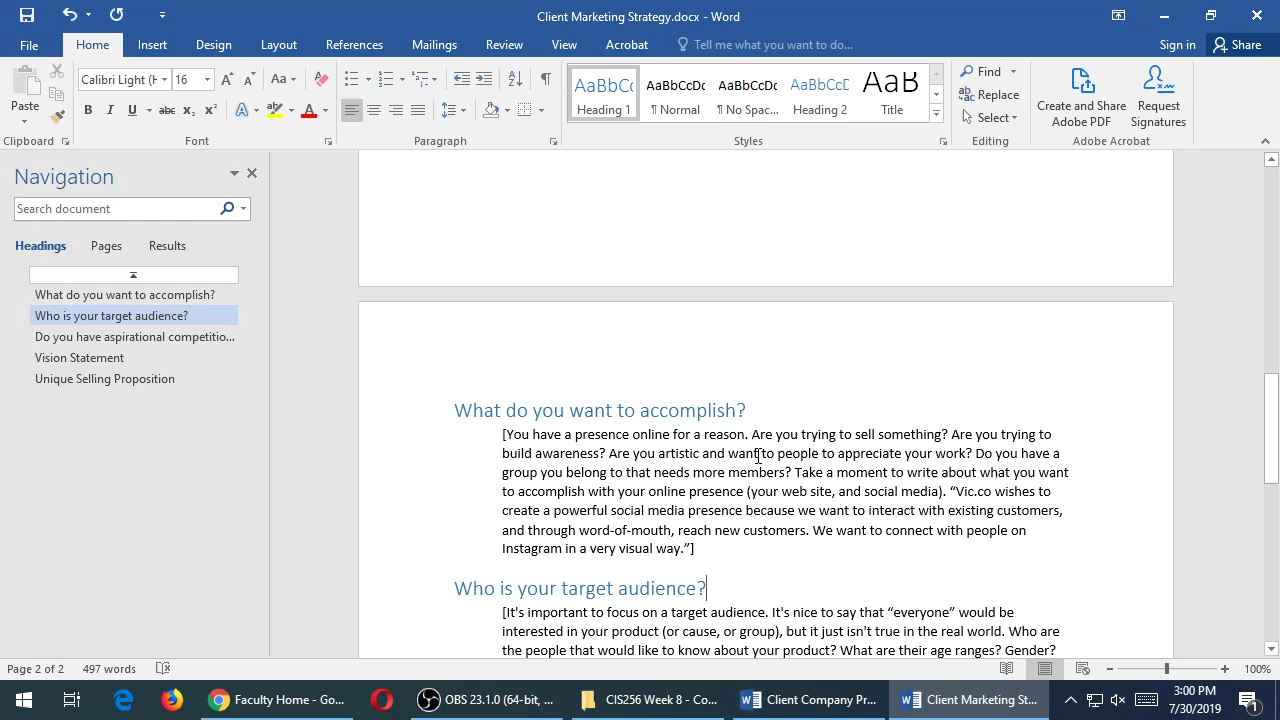 Client Marketing Strategy.docx - Word
File Home Insert Design Layout References Mailings Review View Acrobat Tell me what you want to do... Sign in Share
Paste
Clipboard
Calibri Light (H 16
Aa
B I U abc X₂ X²
A
Font
Paragraph
AaBbCc AaBbCcDc AaBbCcDc AaBbCcD AaB
Heading 1 ¶ Normal ¶ No Spac... Heading 2 Title
Styles
Find
Replace
Select
Editing
Create and Share
Adobe PDF
Request
Signatures
Adobe Acrobat
Navigation
Search document
Headings Pages Results
What do you want to accomplish?
Who is your target audience?
Do you have aspirational competitio...
Vision Statement
Unique Selling Proposition
What do you want to accomplish?
[You have a presence online for a reason. Are you trying to sell something? Are you trying to
build awareness? Are you artistic and want to people to appreciate your work? Do you have a
group you belong to that needs more members? Take a moment to write about what you want
to accomplish with your online presence (your web site, and social media). “Vic.co wishes to
create a powerful social media presence because we want to interact with existing customers,
and through word-of-mouth, reach new customers. We want to connect with people on
Instagram in a very visual way.”]
Who is your target audience?
[It's important to focus on a target audience. It's nice to say that “everyone” would be
interested in your product (or cause, or group), but it just isn't true in the real world. Who are
the people that would like to know about your product? What are their age ranges? Gender?
Page 2 of 2 497 words
100%
Faculty Home - Go...
OBS 23.1.0 (64-bit, ...
CIS256 Week 8 - Co...
Client Company Pr...
Client Marketing St...
3:00 PM
7/30/2019
1